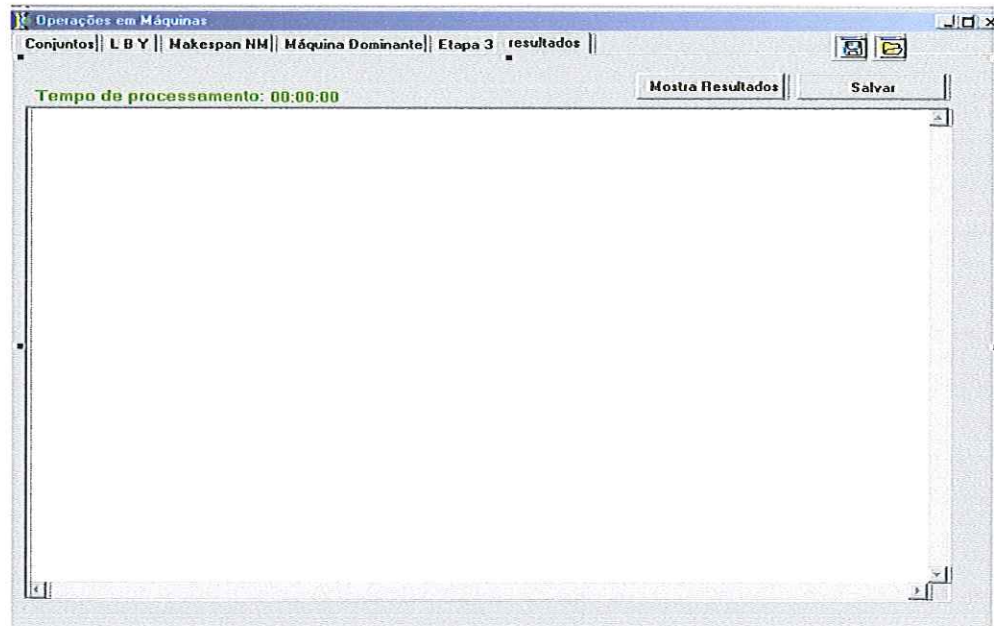 Operações em Máquinas
Conjuntos L B Y Makespan NM Máquina Dominante Etapa 3 resultados
Tempo de processamento: 00:00:00 Mostra Resultados Salvar